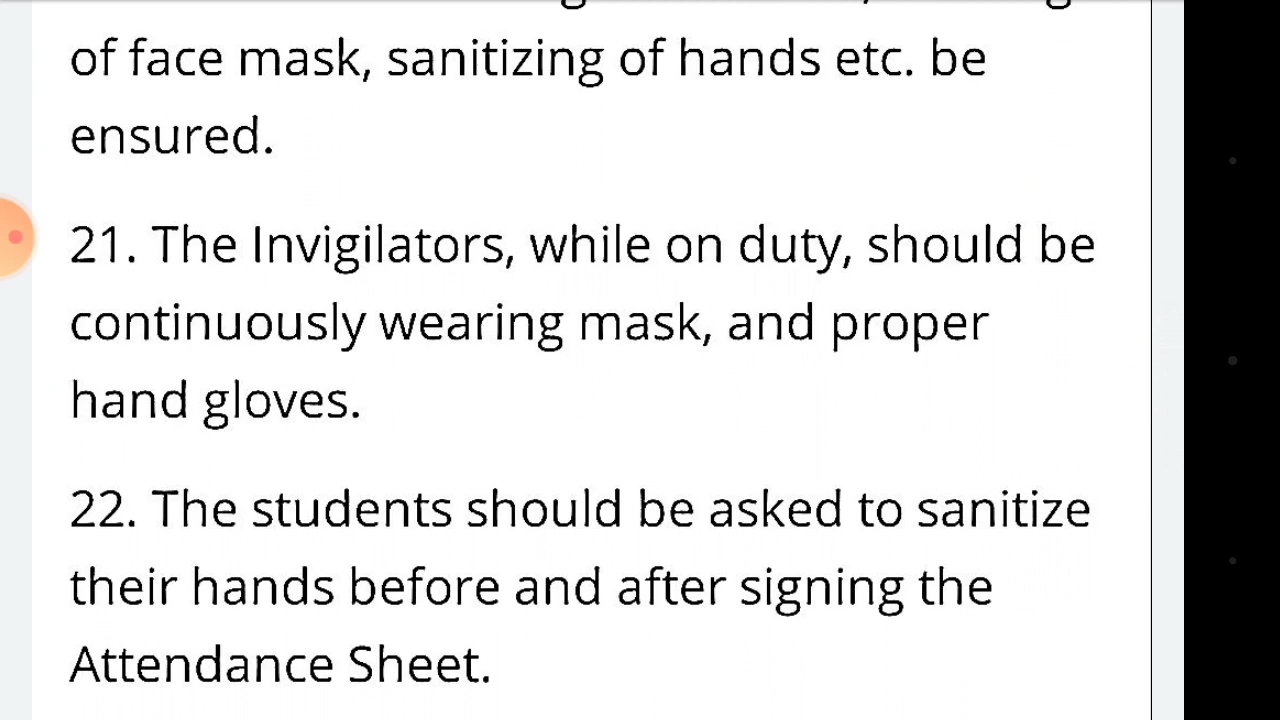 of face mask, sanitizing of hands etc. be
ensured.
21. The Invigilators, while on duty, should be
continuously wearing mask, and proper
hand gloves.
22. The students should be asked to sanitize
their hands before and after signing the
Attendance Sheet.